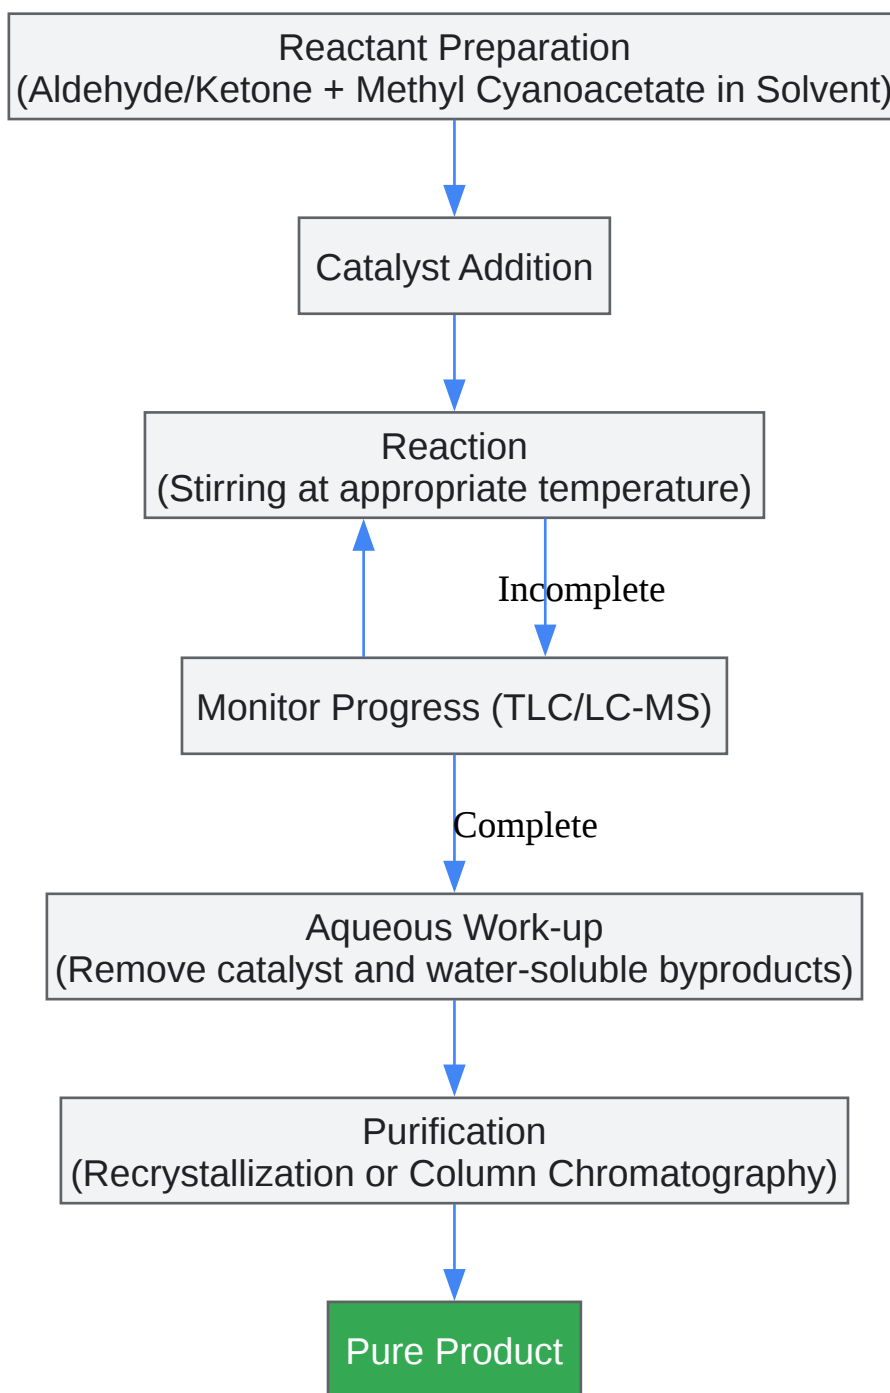 Reactant Preparation
(Aldehyde/Ketone + Methyl Cyanoacetate in Solvent)
Catalyst Addition
Reaction
(Stirring at appropriate temperature)
Incomplete
Monitor Progress (TLC/LC-MS)
Complete
Aqueous Work-up
(Remove catalyst and water-soluble byproducts)
Purification
(Recrystallization or Column Chromatography)
Pure Product